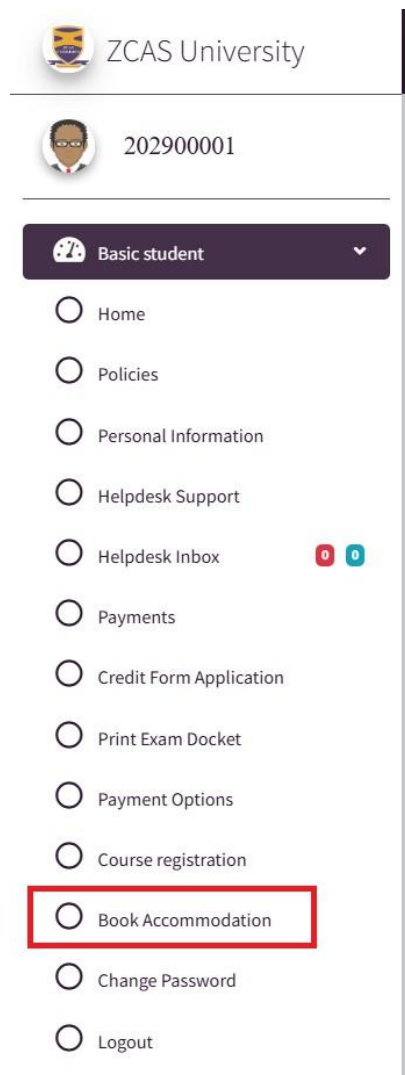 ZCAS University
202900001
Basic student
Home
Policies
Personal Information
Helpdesk Support
Helpdesk Inbox 0 0
Payments
Credit Form Application
Print Exam Docket
Payment Options
Course registration
Book Accommodation
Change Password
Logout